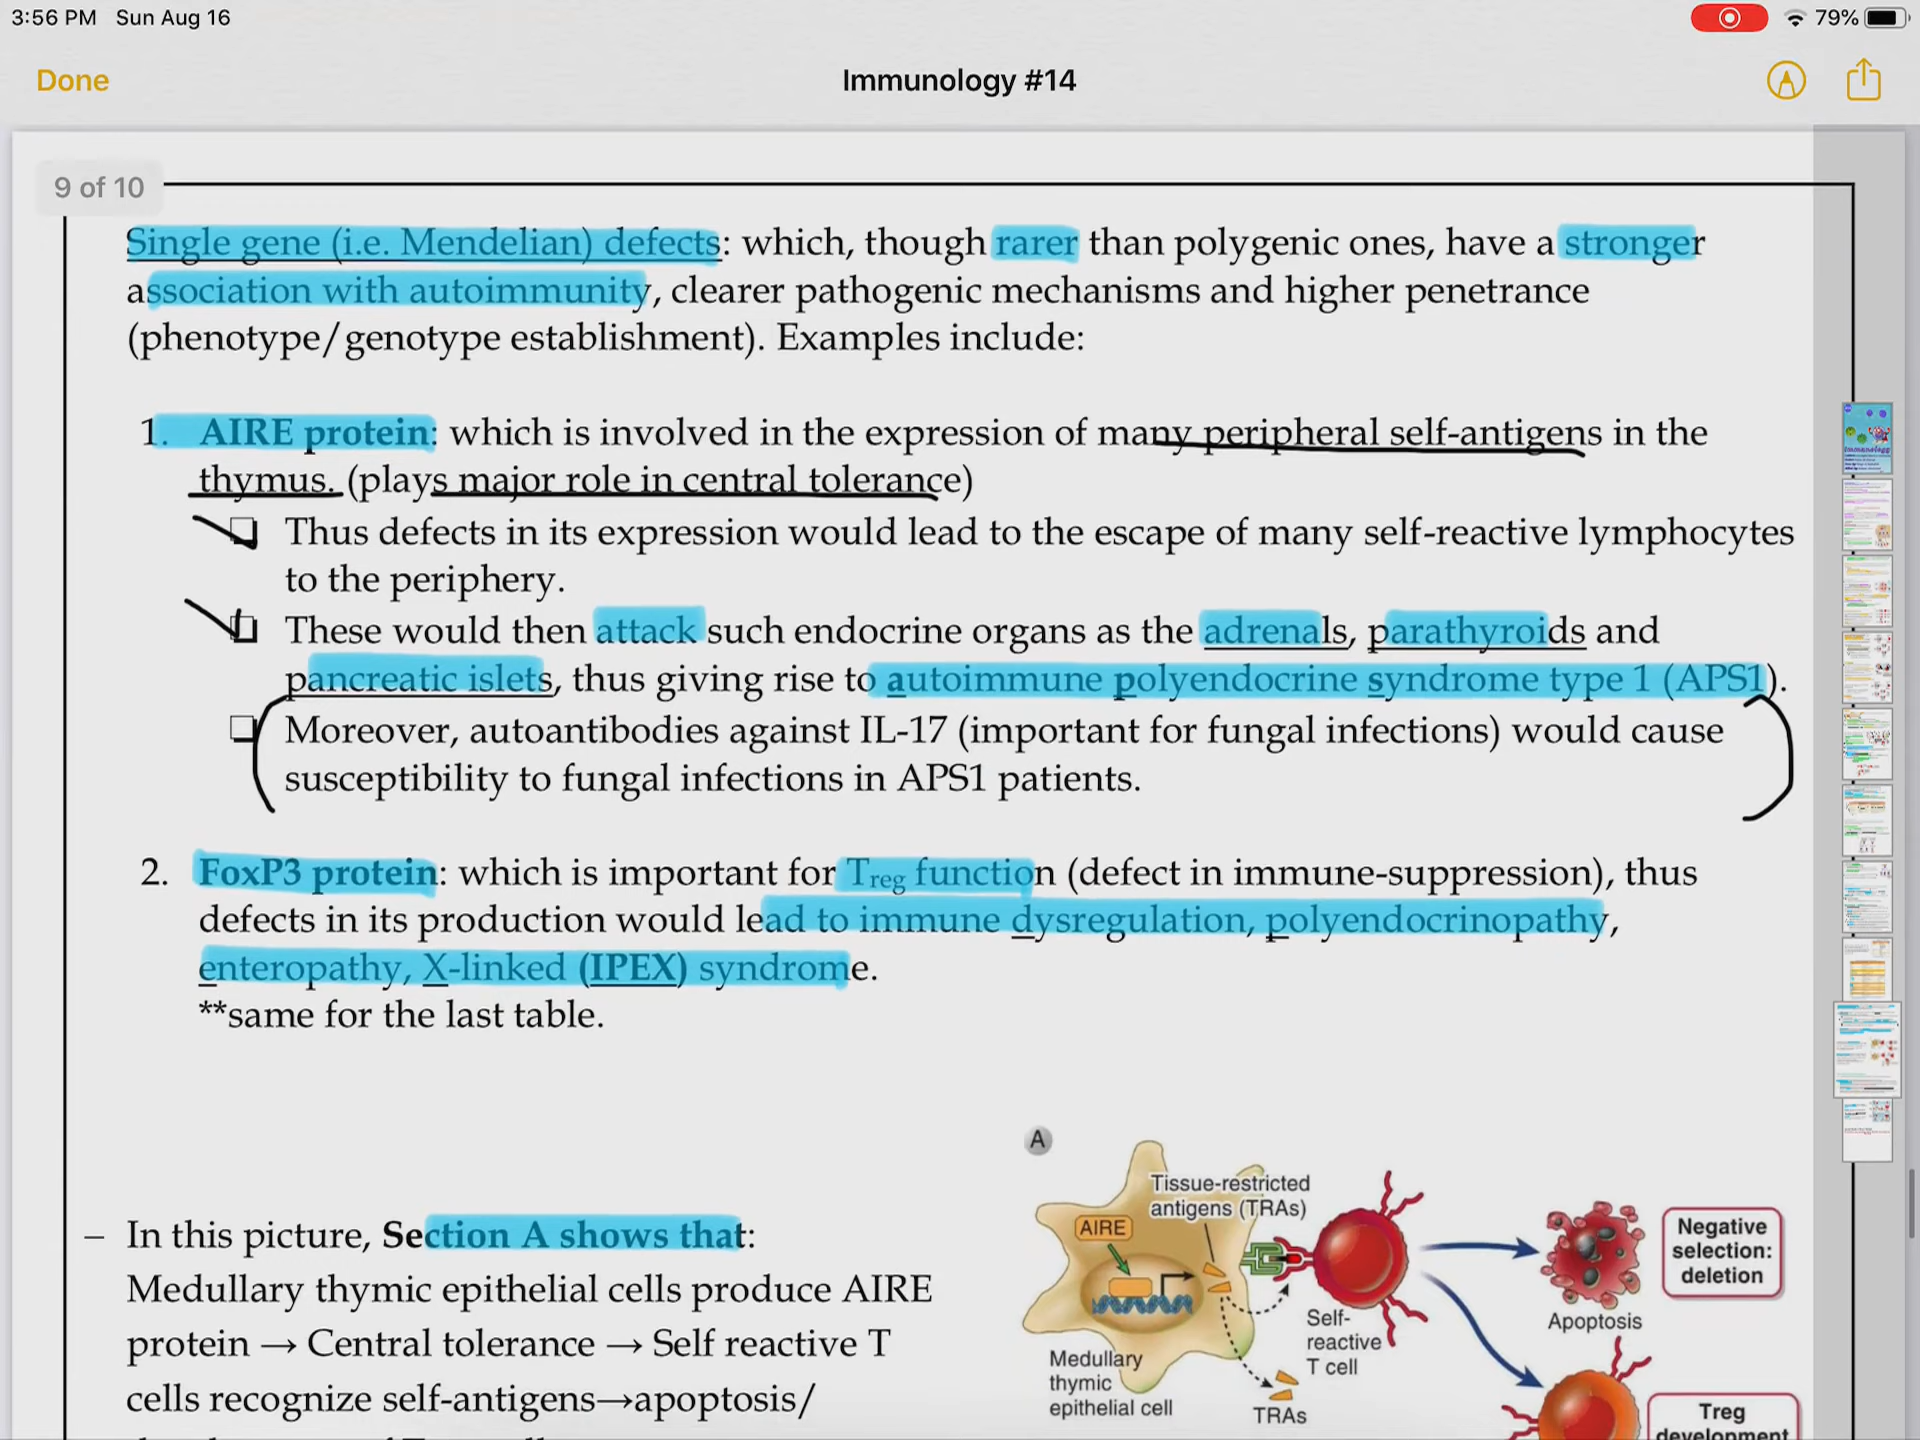 3:56 PM Sun Aug 16
79%
Done
Immunology #14
9 of 10
Single gene (i.e. Mendelian) defects: which, though rarer than polygenic ones, have a stronger
association with autoimmunity, clearer pathogenic mechanisms and higher penetrance
(phenotype/genotype establishment). Examples include:
1. AIRE protein: which is involved in the expression of many peripheral self-antigens in the
thymus. (plays major role in central tolerance)
❑ Thus defects in its expression would lead to the escape of many self-reactive lymphocytes
to the periphery.
❑ These would then attack such endocrine organs as the adrenals, parathyroids and
pancreatic islets, thus giving rise to autoimmune polyendocrine syndrome type 1 (APS1).
❑ Moreover, autoantibodies against IL-17 (important for fungal infections) would cause
susceptibility to fungal infections in APS1 patients.
2. FoxP3 protein: which is important for Treg function (defect in immune-suppression), thus
defects in its production would lead to immune dysregulation, polyendocrinopathy,
enteropathy, X-linked (IPEX) syndrome.
**same for the last table.
– In this picture, Section A shows that:
Medullary thymic epithelial cells produce AIRE
protein → Central tolerance → Self reactive T
cells recognize self-antigens→apoptosis/
A
Tissue-restricted
antigens (TRAs)
AIRE
Medullary
thymic
epithelial cell
TRAs
Self-
reactive
T cell
Apoptosis
Negative
selection:
deletion
Treg
development